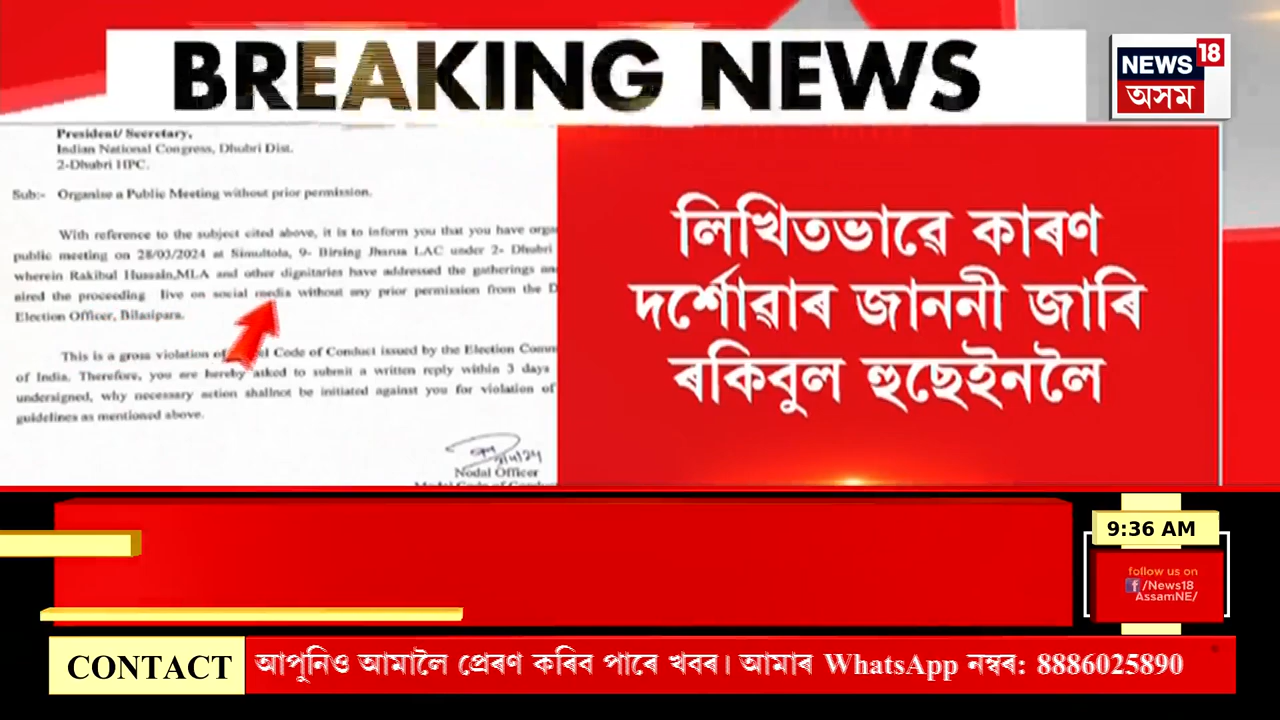 BREAKING NEWS
NEWS 18
অসম
President/ Secretary,
Indian National Congress, Dhubri Dist.
2-Dhubri HPC.
Sub:- Organise a Public Meeting without prior permission.
With reference to the subject cited above, it is to inform you that you have
public meeting on 28/03/2024 at Simultola, 9- Birsing Jharua LAC under 2- Dhubri
wherein Rakibul Hussain,MLA and other dignitaries have addressed the gatherings
aired the proceeding live on social media without any prior permission from the
Election Officer, Bilasipara.
This is a gross violation of Code of Conduct issued by the Election
of India. Therefore, you are hereby asked to submit a written reply within 3 days
undersigned, why necessary action shallnot be initiated against you for violation of
guidelines as mentioned above.
Nodal Officer
লিখিতভাৱে কাৰণ
দৰ্শোৱাৰ জাননী জাৰি
ৰকিবুল হুছেইনলৈ
9:36 AM
follow us on
f/News18
AssamNE/
CONTACT আপুনিও আমালৈ প্ৰেৰণ কৰিব পাৰে খবৰ। আমাৰ WhatsApp নম্বৰ: 8886025890